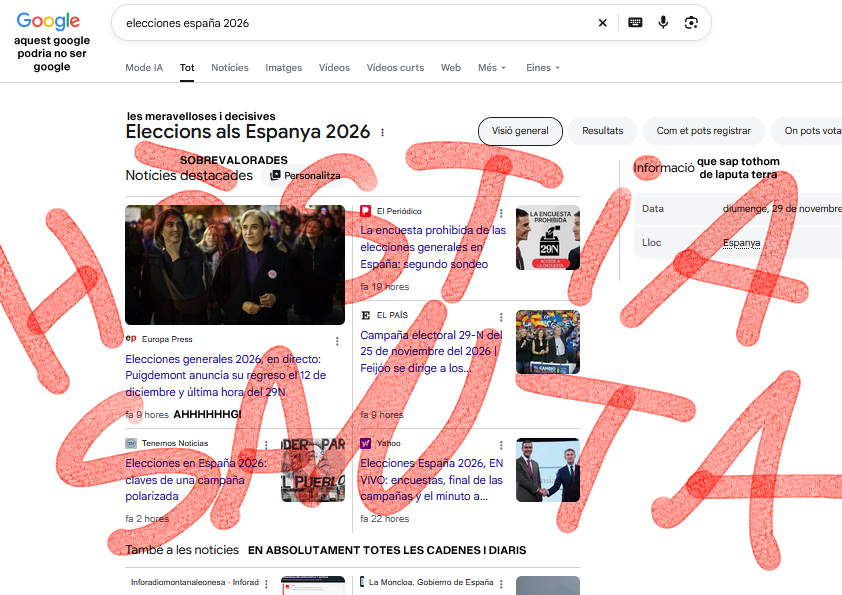 Google
aquest google
podria no ser
google
elecciones españa 2026
Mode IA Tot Notícies Imatges Vídeos Vídeos curts Web Més Eines
les meravelloses i decisives
Eleccions als Espanya 2026
Visió general Resultats Com et pots registrar On pots vota
SOBREVALORADES
Notícies destacades Personalitza
Informació que sap tothom
de laputa terra
Data diumenge, 29 de novembre
Lloc Espanya
HÒSTIA
SANTA
ep Europa Press
Elecciones generales 2026, en directo:
Puigdemont anuncia su regreso el 12 de
diciembre y última hora del 29N
fa 9 hores AHHHHHHG!
El Periódico
La encuesta prohibida de las
elecciones generales en
España: segundo sondeo
fa 19 hores
LA ENCUESTA
PROHIBIDA
29N
E EL PAÍS
Campaña electoral 29-N del
25 de noviembre del 2026 |
Feijóo se dirige a los...
fa 9 hores
EL CAMBIO
Tenemos Noticias
Elecciones en España 2026:
claves de una campaña
polarizada
fa 2 hores
PUEBLO
Yahoo
Elecciones España 2026, EN
VIVO: encuestas, final de las
campañas y el minuto a...
fa 22 hores
També a les notícies EN ABSOLUTAMENT TOTES LES CADENES I DIARIS
Inforadiomontanaleonesa - Inforad
La Moncloa. Gobierno de España